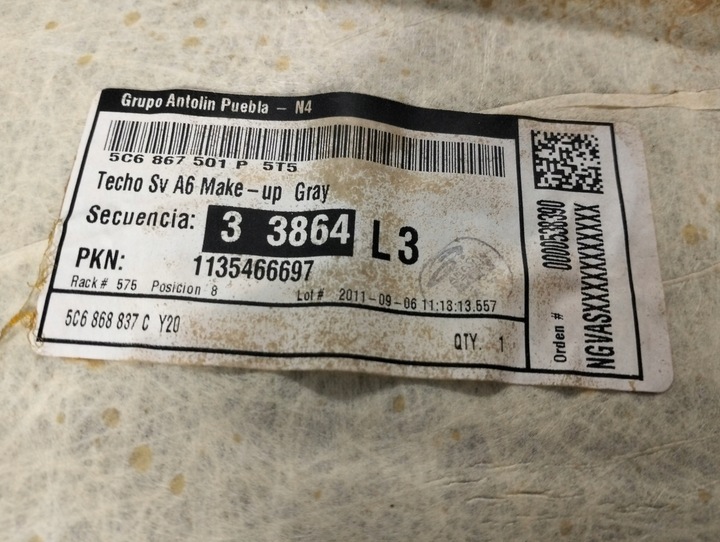 Grupo Antolin Puebla - N4
5C6 867 501 P 5T5
Techo Sv A6 Make-up Gray
Secuencia: 3 3864 L3
PKN: 1135466697
Rack# 575 Posicion 8 Lot# 2011-09-06 11:13:13.557
5C6 868 837 C Y20 QTY. 1
Orden # 0000538390
NGVASXXXXXXXXXXXX